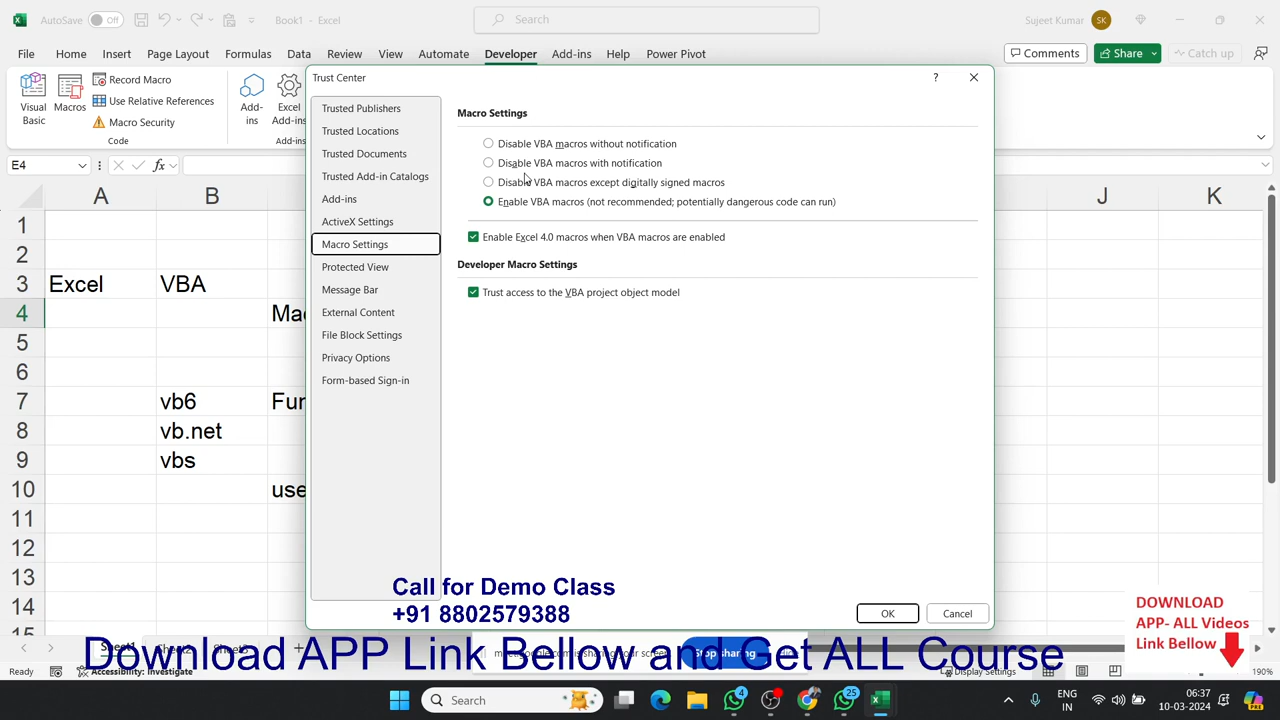 AutoSave Off Book1 - Excel Search Sujeet Kumar SK
File Home Insert Page Layout Formulas Data Review View Automate Developer Add-ins Help Power Pivot Comments Share Catch up
Visual Basic
Macros
Record Macro
Use Relative References
Macro Security
Code
Add-ins
Excel Add-ins
Add-ins
E4 fx
A B J K
1
2
3 Excel VBA
4
5
6
7 vb6
8 vb.net
9 vbs
10 use
11
12
13
14
15
Trust Center ?
Trusted Publishers
Trusted Locations
Trusted Documents
Trusted Add-in Catalogs
Add-ins
ActiveX Settings
Macro Settings
Protected View
Message Bar
External Content
File Block Settings
Privacy Options
Form-based Sign-in
Macro Settings
Disable VBA macros without notification
Disable VBA macros with notification
Disable VBA macros except digitally signed macros
Enable VBA macros (not recommended; potentially dangerous code can run)
Enable Excel 4.0 macros when VBA macros are enabled
Developer Macro Settings
Trust access to the VBA project object model
OK Cancel
Call for Demo Class
+91 8802579388
DOWNLOAD
APP- ALL Videos
Link Bellow
Download APP Link Bellow and Get ALL Course
Stop sharing
Ready Accessibility: Investigate Display Settings 190%
Search 4 25 ENG IN 06:37 10-03-2024